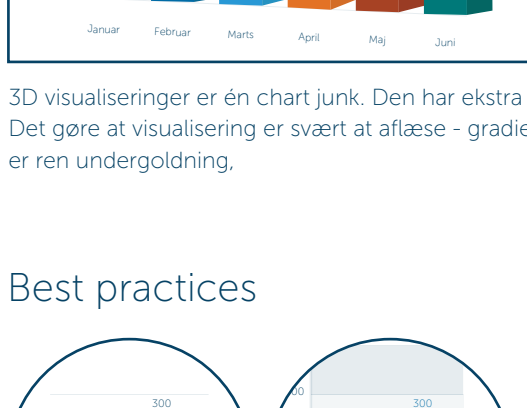 Januar Februar Marts April Maj Juni
3D visualiseringer er én chart junk. Den har ekstra
Det gøre at visualisering er svært at aflæse - gradie
er ren undergoldning,
Best practices
300 00 300